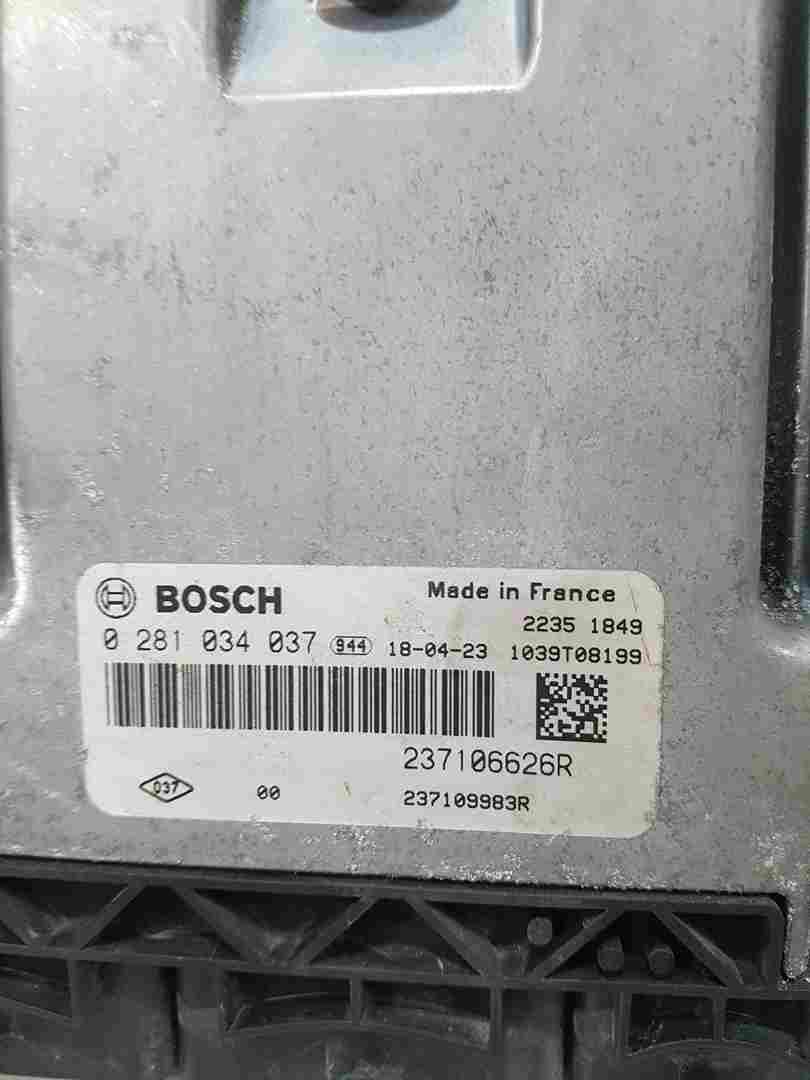 BOSCH Made in France
2235 1849
0 281 034 037 944 18-04-23 1039T08199
237106626R
037 00 237109983R